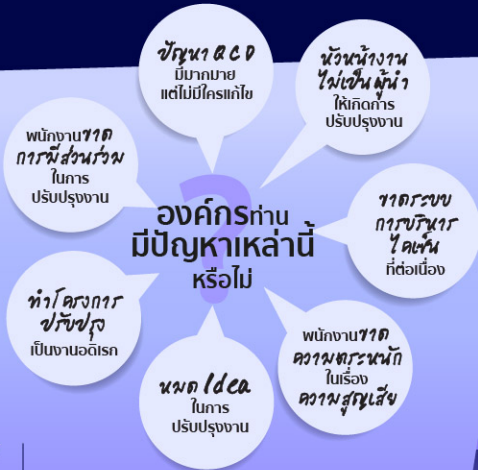 ปัญหา QCD
มีมากมาย
แต่ไม่มีใครแก้ไข
หัวหน้างาน
ไม่เป็นผู้นำ
ให้เกิดการ
ปรับปรุงงาน
พนักงานขาด
การมีส่วนร่วม
ในการ
ปรับปรุงงาน
?
องค์กรท่าน
มีปัญหาเหล่านี้
หรือไม่
ขาดระบบ
การบริหาร
ไคเซ็น
ที่ต่อเนื่อง
ทำโครงการ
ปรับปรุง
เป็นงานอดิเรก
หมด Idea
ในการ
ปรับปรุงงาน
พนักงานขาด
ความตระหนัก
ในเรื่อง
ความสูญเสีย